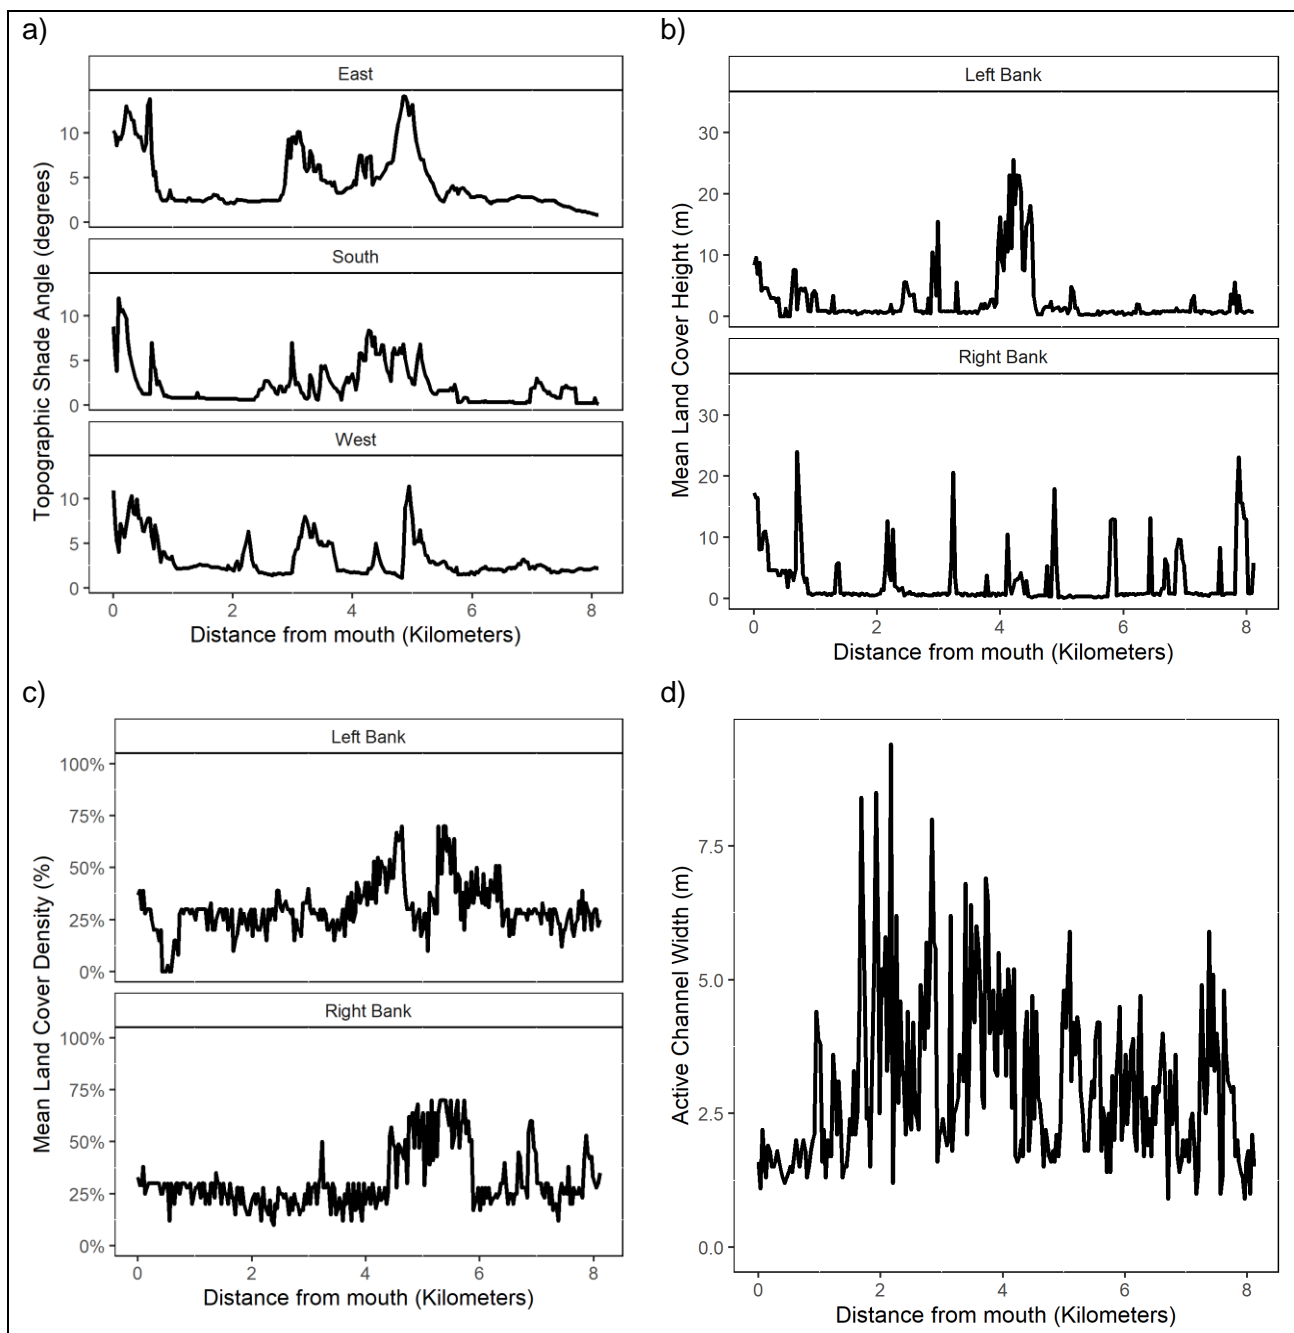 a)
East
10
5
0
South
10
5
0
West
10
5
0
Topographic Shade Angle (degrees)
0 2 4 6 8
Distance from mouth (Kilometers)
b)
Left Bank
30
20
10
0
Right Bank
30
20
10
0
Mean Land Cover Height (m)
0 2 4 6 8
Distance from mouth (Kilometers)
c)
Left Bank
100%
75%
50%
25%
0%
Right Bank
100%
75%
50%
25%
0%
Mean Land Cover Density (%)
0 2 4 6 8
Distance from mouth (Kilometers)
d)
7.5
5.0
2.5
0.0
Active Channel Width (m)
0 2 4 6 8
Distance from mouth (Kilometers)